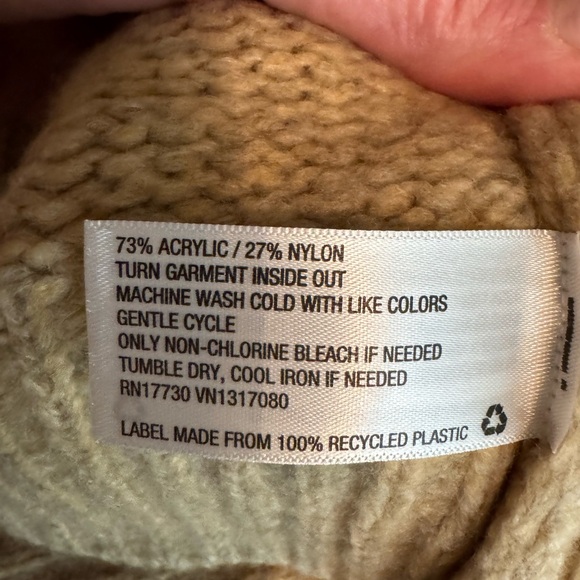 73% ACRYLIC / 27% NYLON
TURN GARMENT INSIDE OUT
MACHINE WASH COLD WITH LIKE COLORS
GENTLE CYCLE
ONLY NON-CHLORINE BLEACH IF NEEDED
TUMBLE DRY, COOL IRON IF NEEDED
RN17730 VN1317080
LABEL MADE FROM 100% RECYCLED PLASTIC